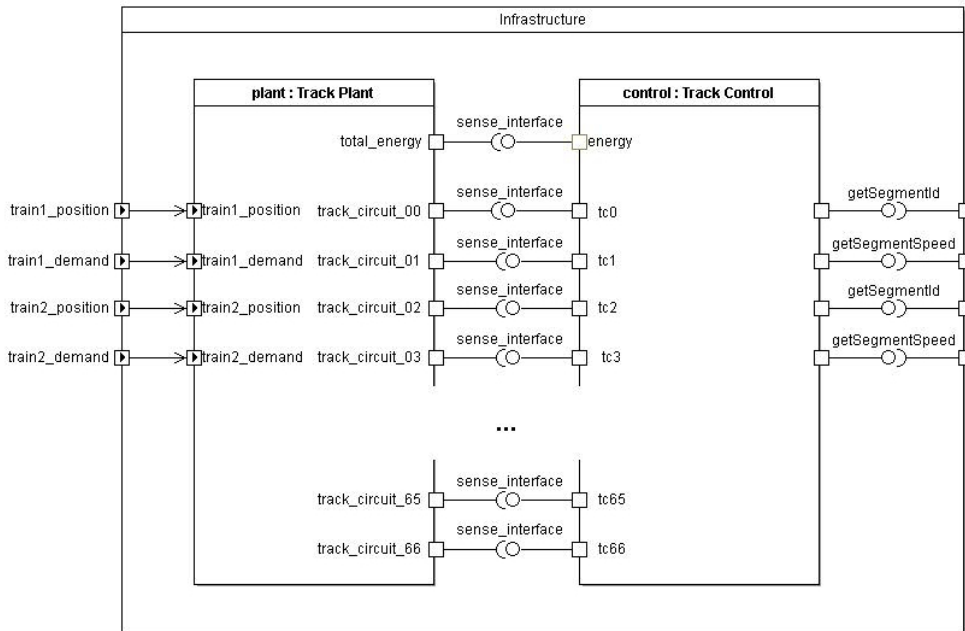 Infrastructure
plant : Track Plant
control : Track Control
sense_interface
total_energy
energy
sense_interface
getSegmentId
train1_position
train1_position
track_circuit_00
tc0
sense_interface
getSegmentSpeed
train1_demand
train1_demand
track_circuit_01
tc1
sense_interface
getSegmentId
train2_position
train2_position
track_circuit_02
tc2
sense_interface
getSegmentSpeed
train2_demand
train2_demand
track_circuit_03
tc3
...
sense_interface
track_circuit_65
tc65
sense_interface
track_circuit_66
tc66